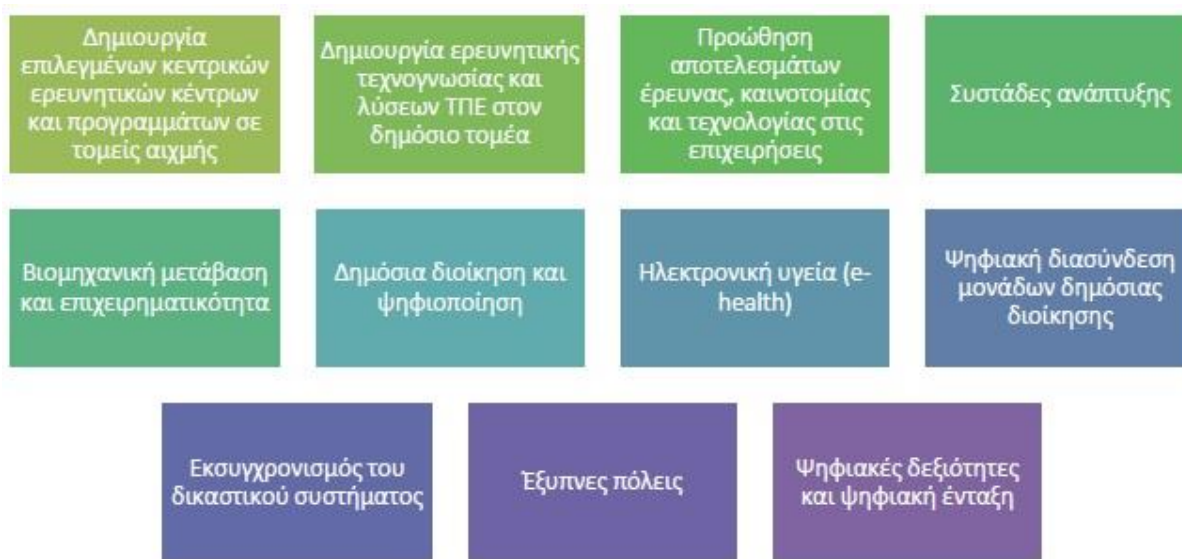 Δημιουργία
επιλεγμένων κεντρικών
ερευνητικών κέντρων
και προγραμμάτων σε
τομείς αιχμής
Δημιουργία ερευνητικής
τεχνογνωσίας και
λύσεων ΤΠΕ στον
δημόσιο τομέα
Προώθηση
αποτελεσμάτων
έρευνας, καινοτομίας
και τεχνολογίας στις
επιχειρήσεις
Συστάδες ανάπτυξης
Βιομηχανική μετάβαση
και επιχειρηματικότητα
Δημόσια διοίκηση και
ψηφιοποίηση
Ηλεκτρονική υγεία (e-
health)
Ψηφιακή διασύνδεση
μονάδων δημόσιας
διοίκησης
Εκσυγχρονισμός του
δικαστικού συστήματος
Έξυπνες πόλεις
Ψηφιακές δεξιότητες
και ψηφιακή ένταξη